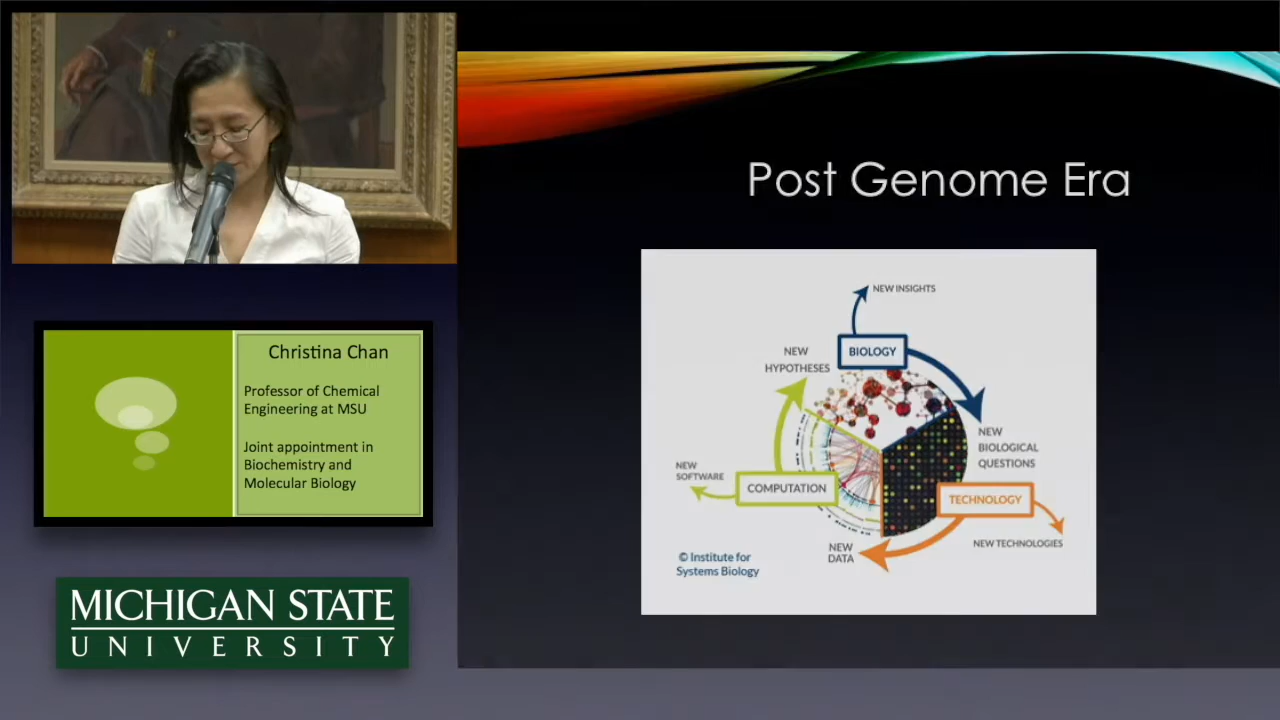 Christina Chan
Professor of Chemical
Engineering at MSU
Joint appointment in
Biochemistry and
Molecular Biology
MICHIGAN STATE
UNIVERSITY
Post Genome Era
NEW INSIGHTS
BIOLOGY
NEW
HYPOTHESES
NEW
BIOLOGICAL
QUESTIONS
NEW
SOFTWARE
COMPUTATION
TECHNOLOGY
NEW TECHNOLOGIES
NEW
DATA
© Institute for
Systems Biology